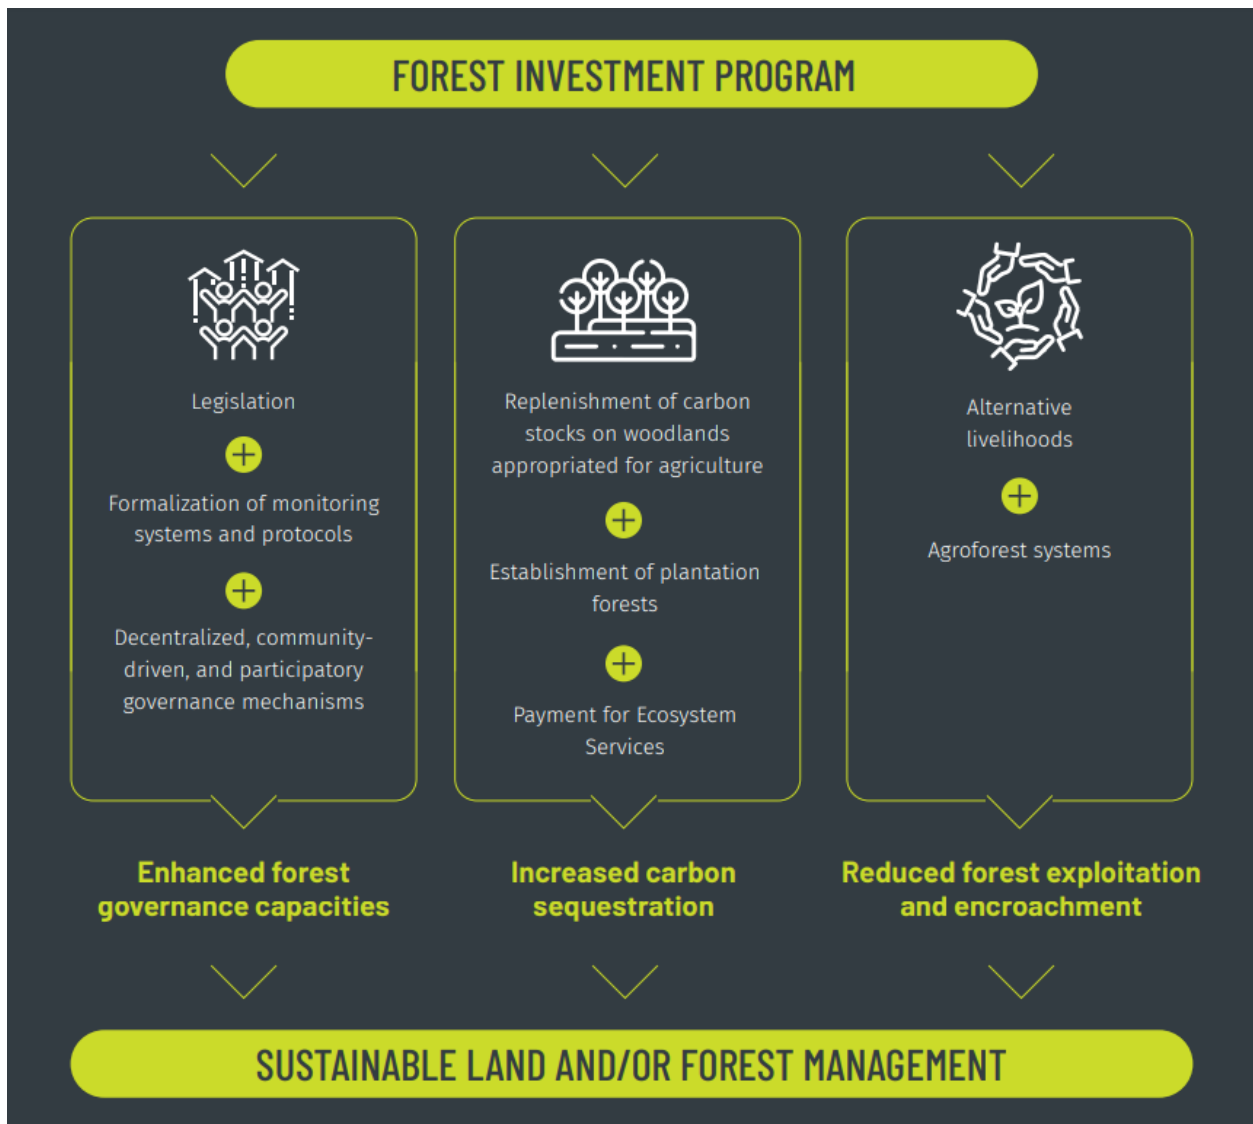 FOREST INVESTMENT PROGRAM
Legislation
Formalization of monitoring
systems and protocols
Decentralized, community-
driven, and participatory
governance mechanisms
Enhanced forest
governance capacities
Replenishment of carbon
stocks on woodlands
appropriated for agriculture
Establishment of plantation
forests
Payment for Ecosystem
Services
Increased carbon
sequestration
Alternative
livelihoods
Agroforest systems
Reduced forest exploitation
and encroachment
SUSTAINABLE LAND AND/OR FOREST MANAGEMENT